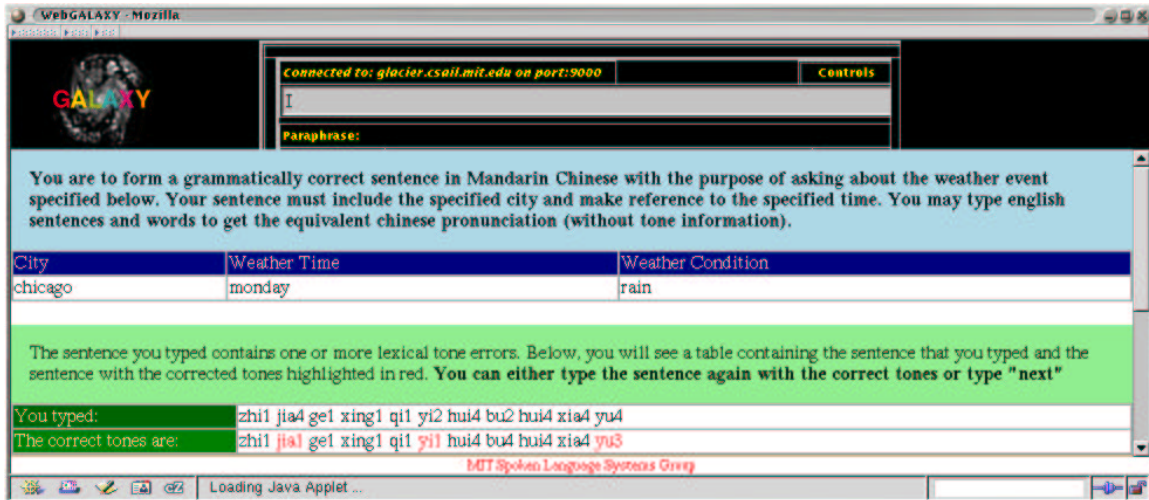 WebGALAXY - Mozilla
Connected to: glacier.csail.mit.edu on port:9000
Controls
GALAXY
Paraphrase:
You are to form a grammatically correct sentence in Mandarin Chinese with the purpose of asking about the weather event
specified below. Your sentence must include the specified city and make reference to the specified time. You may type english
sentences and words to get the equivalent chinese pronunciation (without tone information).
City Weather Time Weather Condition
chicago monday rain
The sentence you typed contains one or more lexical tone errors. Below, you will see a table containing the sentence that you typed and the
sentence with the corrected tones highlighted in red. You can either type the sentence again with the correct tones or type "next"
You typed: zhi1 jia4 ge1 xing1 qi1 yi2 hui4 bu2 hui4 xia4 yu4
The correct tones are: zhi1 jia1 ge1 xing1 qi1 yi1 hui4 bu4 hui4 xia4 yu3
MIT Spoken Language Systems Group
Loading Java Applet ...